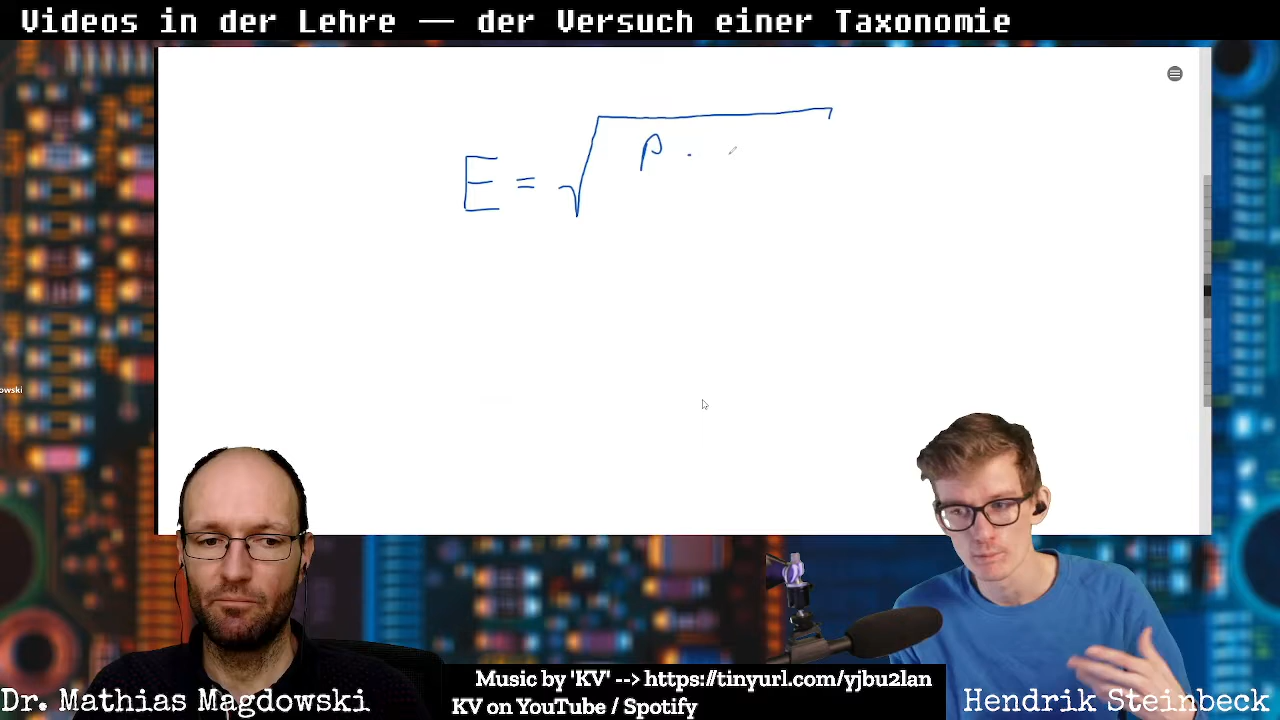 Videos in der Lehre — der Versuch einer Taxonomie
E = √ P ·
owski
Music by 'KV' --> https://tinyurl.com/yjbu2lan
KV on YouTube / Spotify
Dr. Mathias Magdowski
Hendrik Steinbeck